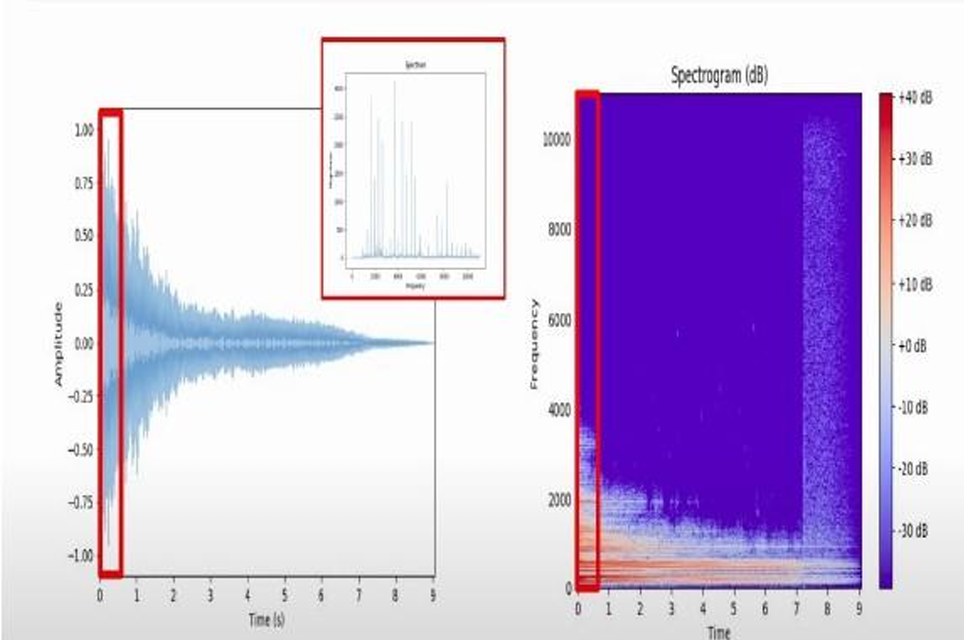 Spectrum
Frequency
1.00
0.75
0.50
0.25
0.00
−0.25
−0.50
−0.75
−1.00
Amplitude
0 1 2 3 4 5 6 7 8 9
Time (s)
Spectrogram (dB)
10000
8000
6000
4000
2000
0
Frequency
0 1 2 3 4 5 6 7 8 9
Time
+40 dB
+30 dB
+20 dB
+10 dB
+0 dB
-10 dB
-20 dB
-30 dB